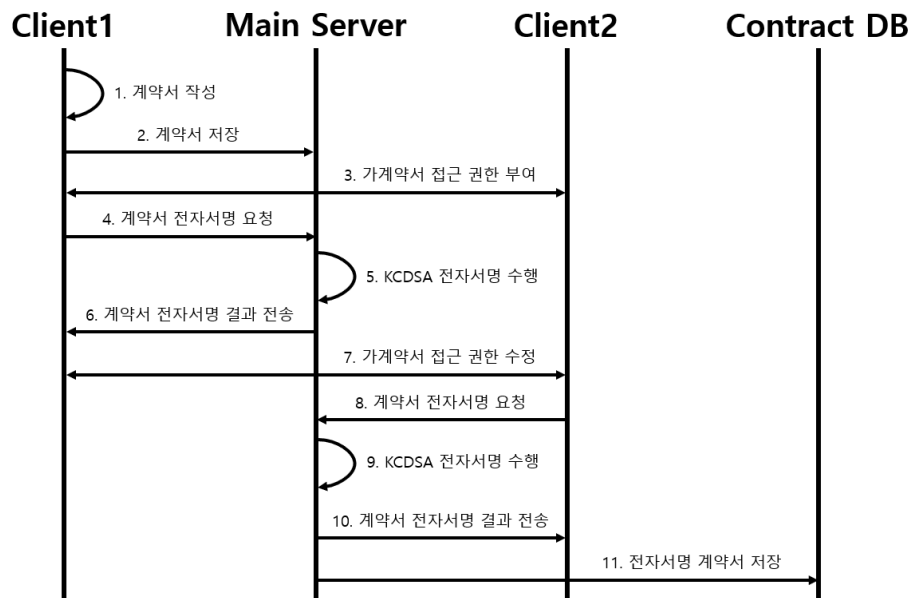 Client1 Main Server Client2 Contract DB
1. 계약서 작성
2. 계약서 저장
3. 가계약서 접근 권한 부여
4. 계약서 전자서명 요청
5. KCDSA 전자서명 수행
6. 계약서 전자서명 결과 전송
7. 가계약서 접근 권한 수정
8. 계약서 전자서명 요청
9. KCDSA 전자서명 수행
10. 계약서 전자서명 결과 전송
11. 전자서명 계약서 저장